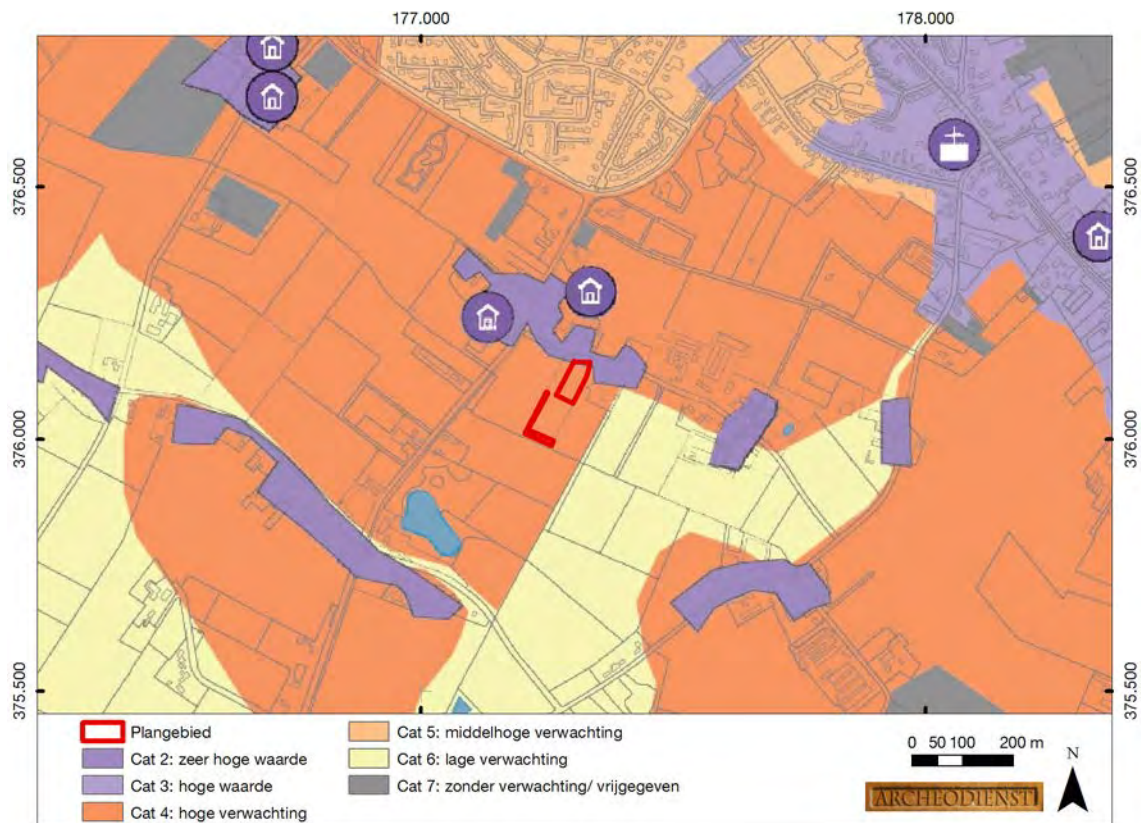 177.000 178.000
376.500 376.500
376.000 376.000
375.500 375.500
Plangebied
Cat 2: zeer hoge waarde
Cat 3: hoge waarde
Cat 4: hoge verwachting
Cat 5: middelhoge verwachting
Cat 6: lage verwachting
Cat 7: zonder verwachting/ vrijgegeven
0 50 100 200 m
N
ARCHEODIENST